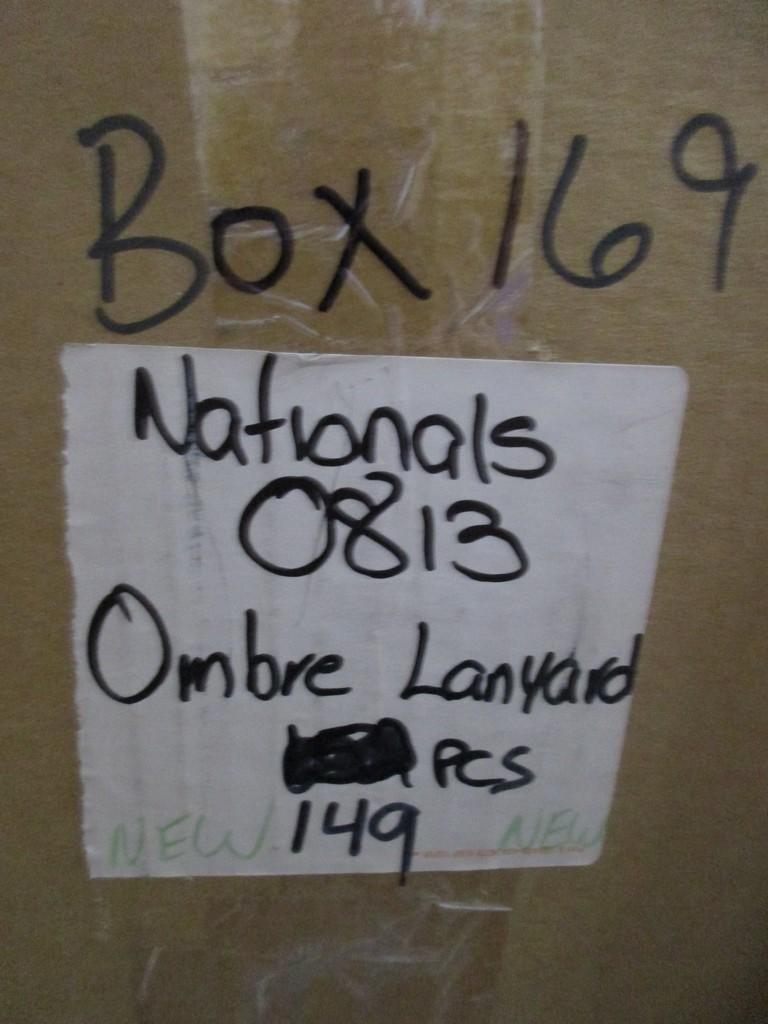 Box 169
Nationals
0813
Ombre Lanyard
PCS
NEW 149 NEW